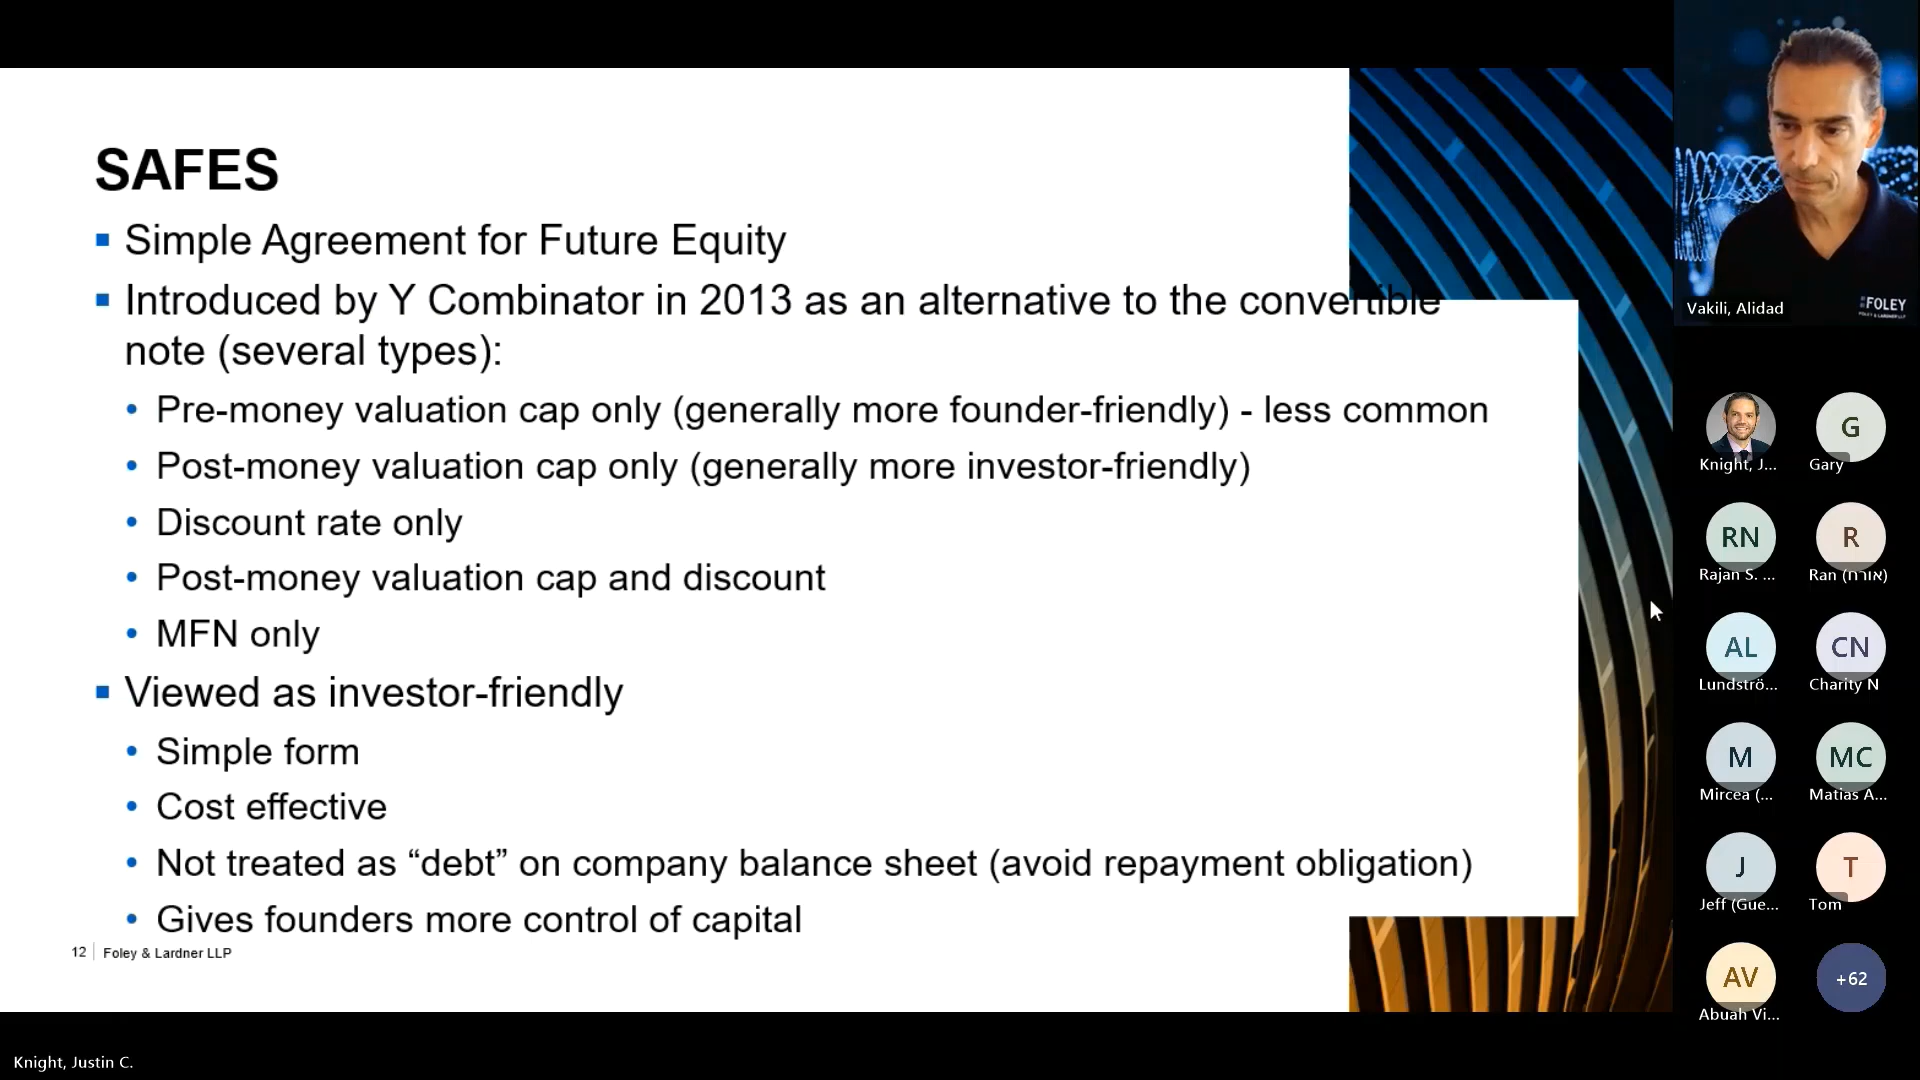 SAFES
Simple Agreement for Future Equity
Introduced by Y Combinator in 2013 as an alternative to the convertible
note (several types):
Pre-money valuation cap only (generally more founder-friendly) - less common
Post-money valuation cap only (generally more investor-friendly)
Discount rate only
Post-money valuation cap and discount
MFN only
Viewed as investor-friendly
Simple form
Cost effective
Not treated as “debt” on company balance sheet (avoid repayment obligation)
Gives founders more control of capital
12 Foley & Lardner LLP
Knight, Justin C.
Vakili, Alidad
FOLEY
FOLEY & LARDNER LLP
Knight, J...
G
Gary
RN
Rajan S. ...
R
Ran (אורח)
AL
Lundströ...
CN
Charity N
M
Mircea (...
MC
Matias A...
J
Jeff (Gue...
T
Tom
AV
Abuah Vi...
+62